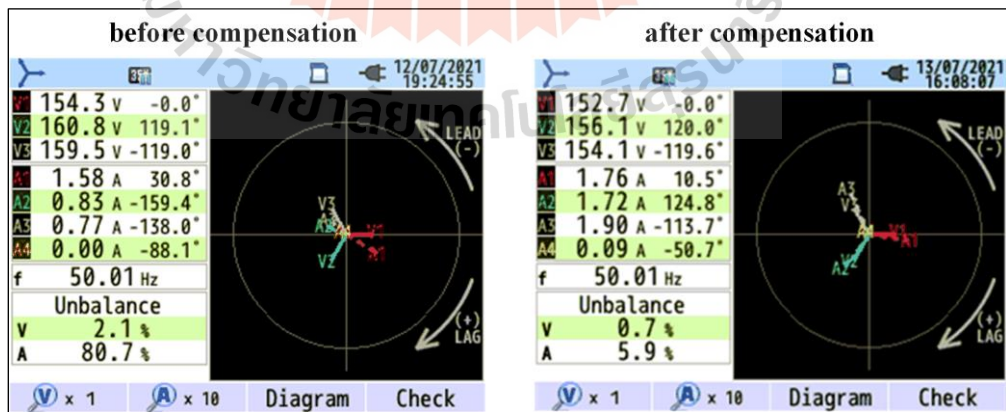 before compensation
12/07/2021
19:24:55
V1 154.3 V -0.0°
V2 160.8 V 119.1°
V3 159.5 V -119.0°
A1 1.58 A 30.8°
A2 0.83 A -159.4°
A3 0.77 A -138.0°
A4 0.00 A -88.1°
f 50.01 Hz
Unbalance
V 2.1 %
A 80.7 %
LEAD
(-)
V3
A3
A2
A4
V1
A1
V2
(+)
LAG
V x 1 A x 10 Diagram Check
after compensation
13/07/2021
16:08:07
V1 152.7 V -0.0°
V2 156.1 V 120.0°
V3 154.1 V -119.6°
A1 1.76 A 10.5°
A2 1.72 A 124.8°
A3 1.90 A -113.7°
A4 0.09 A -50.7°
f 50.01 Hz
Unbalance
V 0.7 %
A 5.9 %
LEAD
(-)
A3
V3
A4
V1
A1
V2
A2
(+)
LAG
V x 1 A x 10 Diagram Check